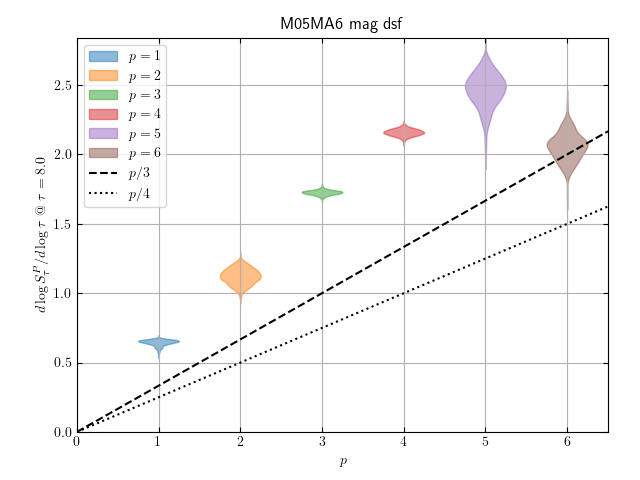 M05MA6 mag dsf
p = 1
p = 2
p = 3
p = 4
p = 5
p = 6
p/3
p/4
d log S_τ^P / d log τ @ τ = 8.0
2.5
2.0
1.5
1.0
0.5
0.0
0 1 2 3 4 5 6
p